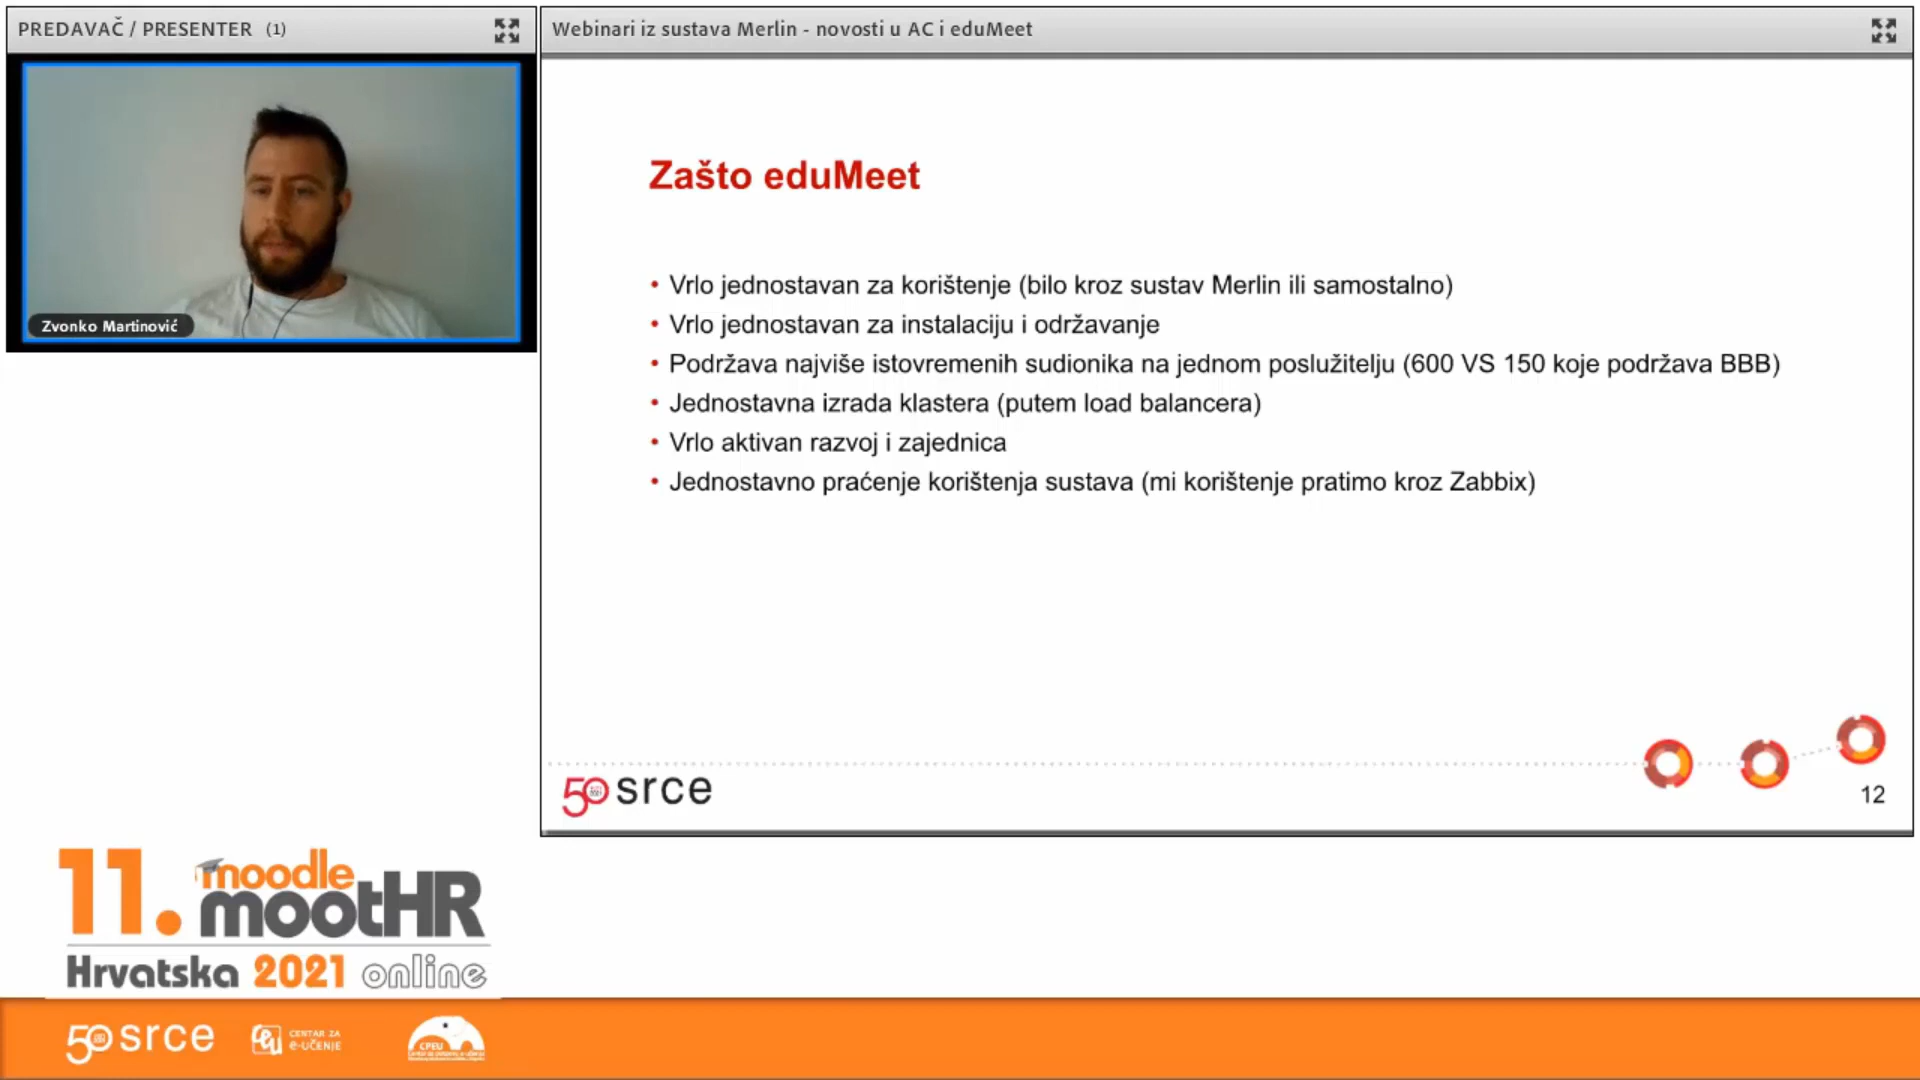 PREDAVAČ / PRESENTER (1)
Zvonko Martinović
Webinari iz sustava Merlin - novosti u AC i eduMeet
Zašto eduMeet
• Vrlo jednostavan za korištenje (bilo kroz sustav Merlin ili samostalno)
• Vrlo jednostavan za instalaciju i održavanje
• Podržava najviše istovremenih sudionika na jednom poslužitelju (600 VS 150 koje podržava BBB)
• Jednostavna izrada klastera (putem load balancera)
• Vrlo aktivan razvoj i zajednica
• Jednostavno praćenje korištenja sustava (mi korištenje pratimo kroz Zabbix)
50 srce
12
11. moodle
mootHR
Hrvatska 2021 online
50 srce
CENTAR ZA
e-UČENJE
CPEU